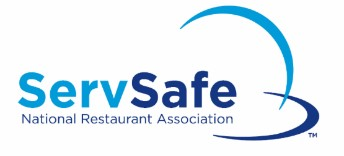 ServSafe
National Restaurant Association
TM